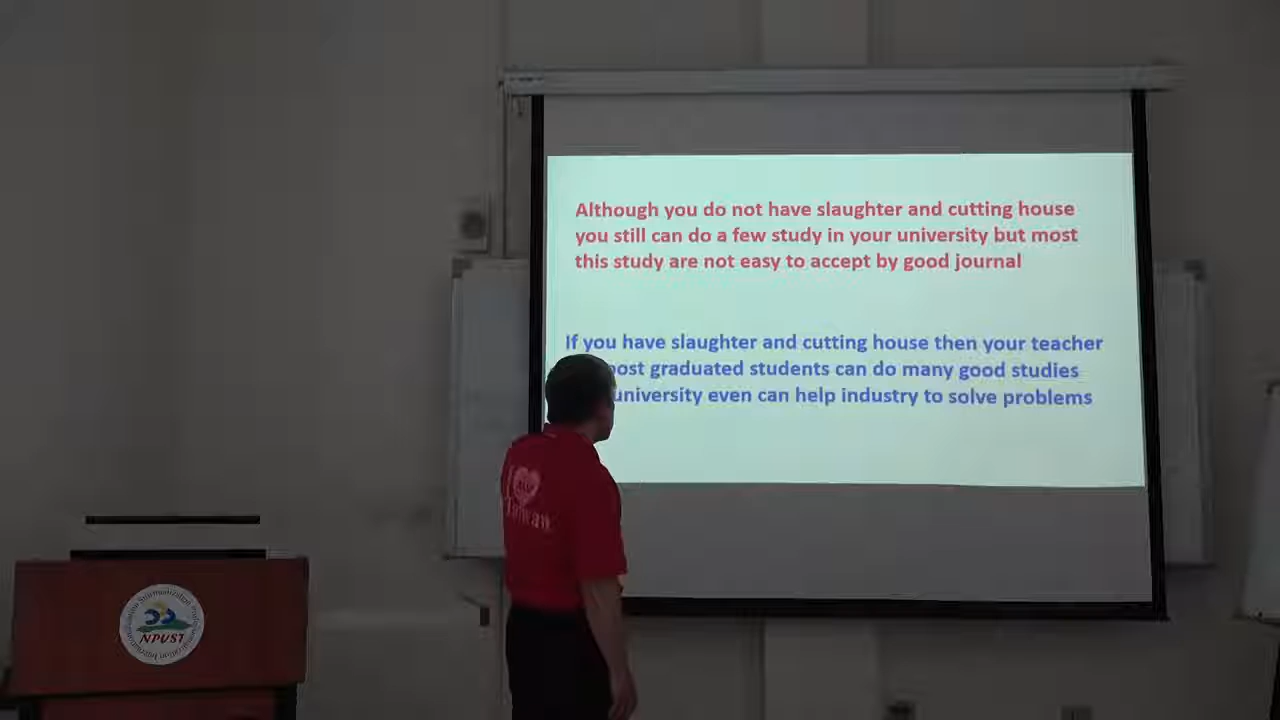 Although you do not have slaughter and cutting house
you still can do a few study in your university but most
this study are not easy to accept by good journal
If you have slaughter and cutting house then your teacher
graduated students can do many good studies
university even can help industry to solve problems
Taiwan
NPUST